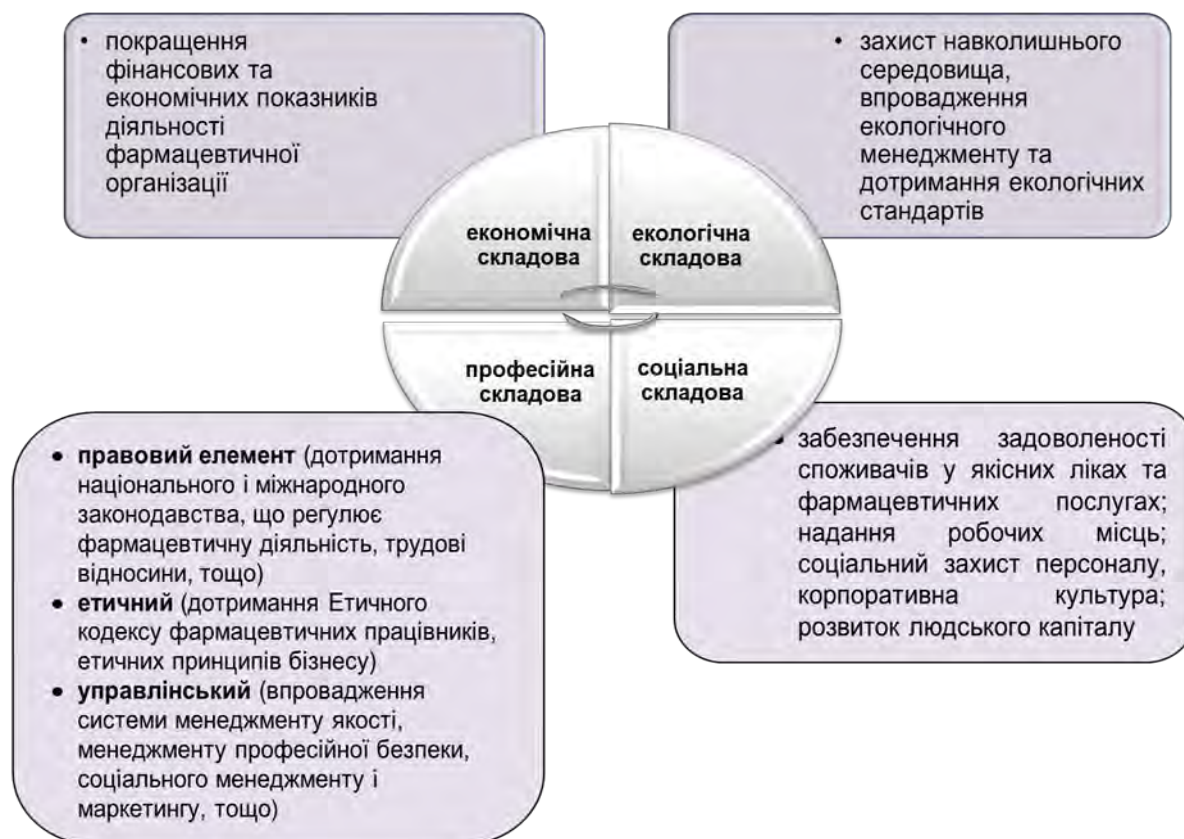 • покращення
фінансових та
економічних показників
діяльності
фармацевтичної
організації
• захист навколишнього
середовища,
впровадження
екологічного
менеджменту та
дотримання екологічних
стандартів
економічна
складова
екологічна
складова
професійна
складова
соціальна
складова
• правовий елемент (дотримання
національного і міжнародного
законодавства, що регулює
фармацевтичну діяльність, трудові
відносини, тощо)
• етичний (дотримання Етичного
кодексу фармацевтичних працівників,
етичних принципів бізнесу)
• управлінський (впровадження
системи менеджменту якості,
менеджменту професійної безпеки,
соціального менеджменту і
маркетингу, тощо)
• забезпечення задоволеності
споживачів у якісних ліках та
фармацевтичних послугах;
надання робочих місць;
соціальний захист персоналу,
корпоративна культура;
розвиток людського капіталу